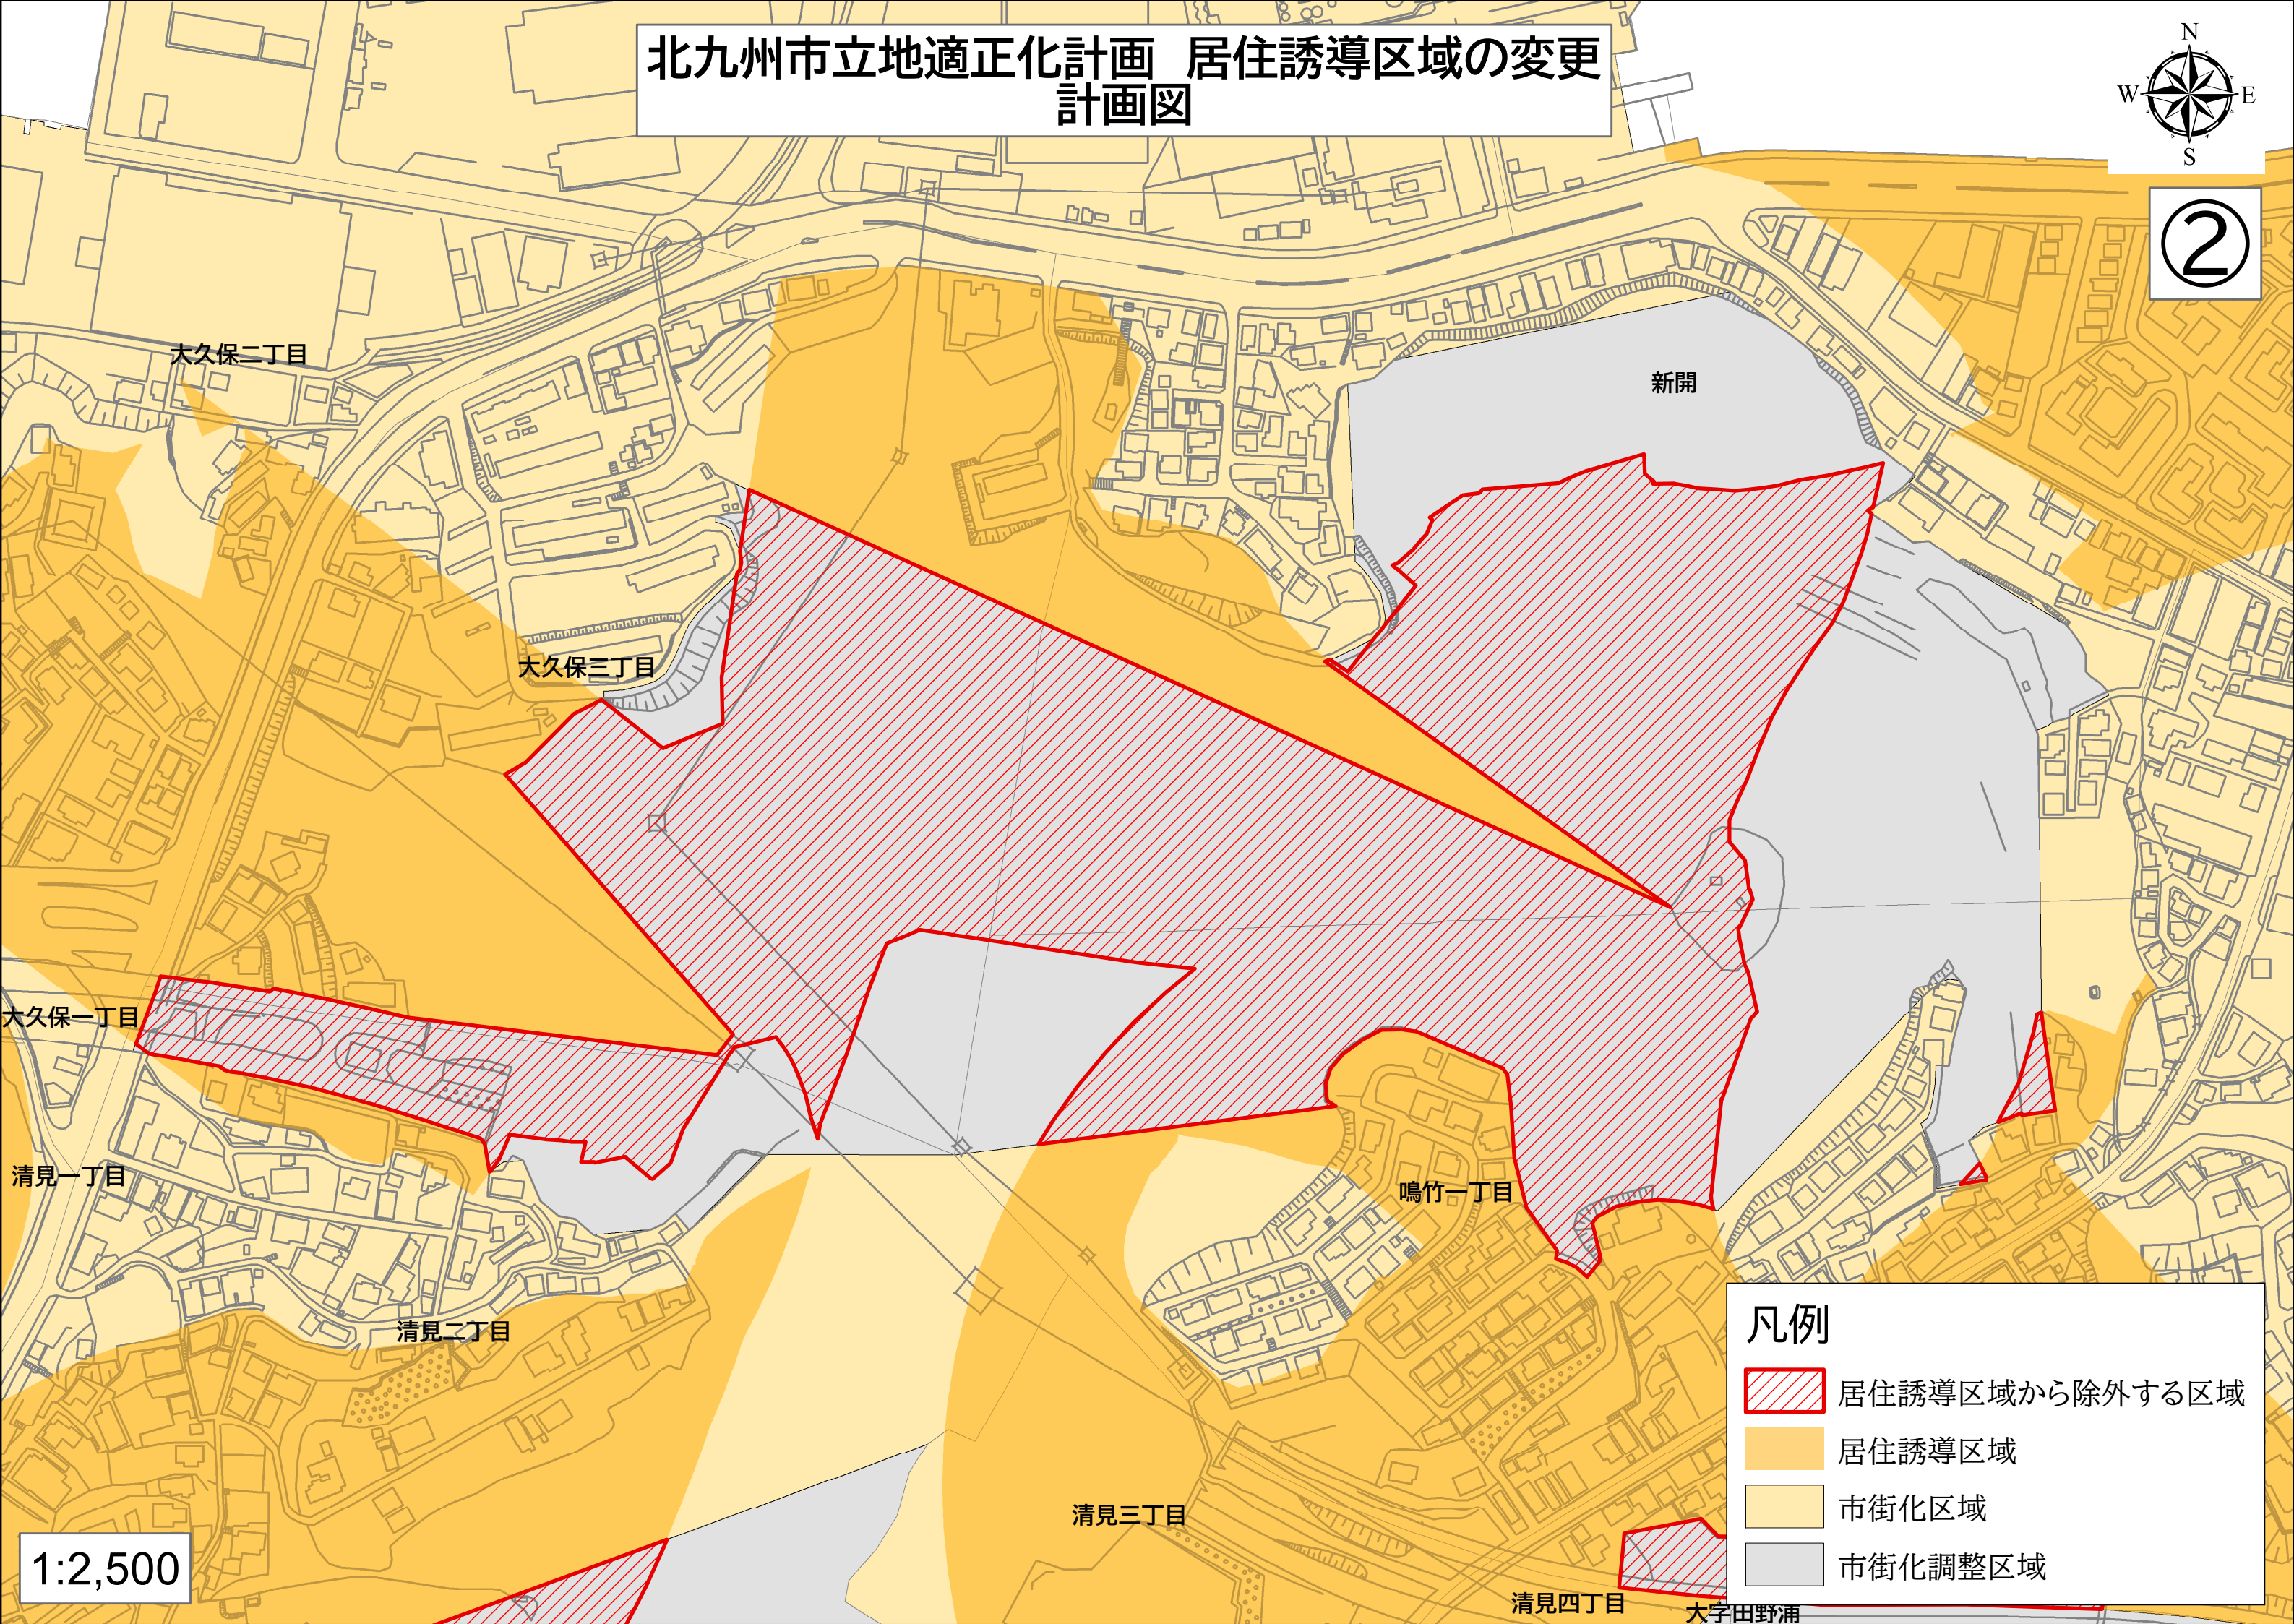 北九州市立地適正化計画　居住誘導区域の変更
計画図
N
W
E
S
②
大久保二丁目
新開
大久保三丁目
大久保一丁目
清見一丁目
鳴竹一丁目
清見二丁目
清見三丁目
清見四丁目
大字田野浦
凡例
居住誘導区域から除外する区域
居住誘導区域
市街化区域
市街化調整区域
1:2,500